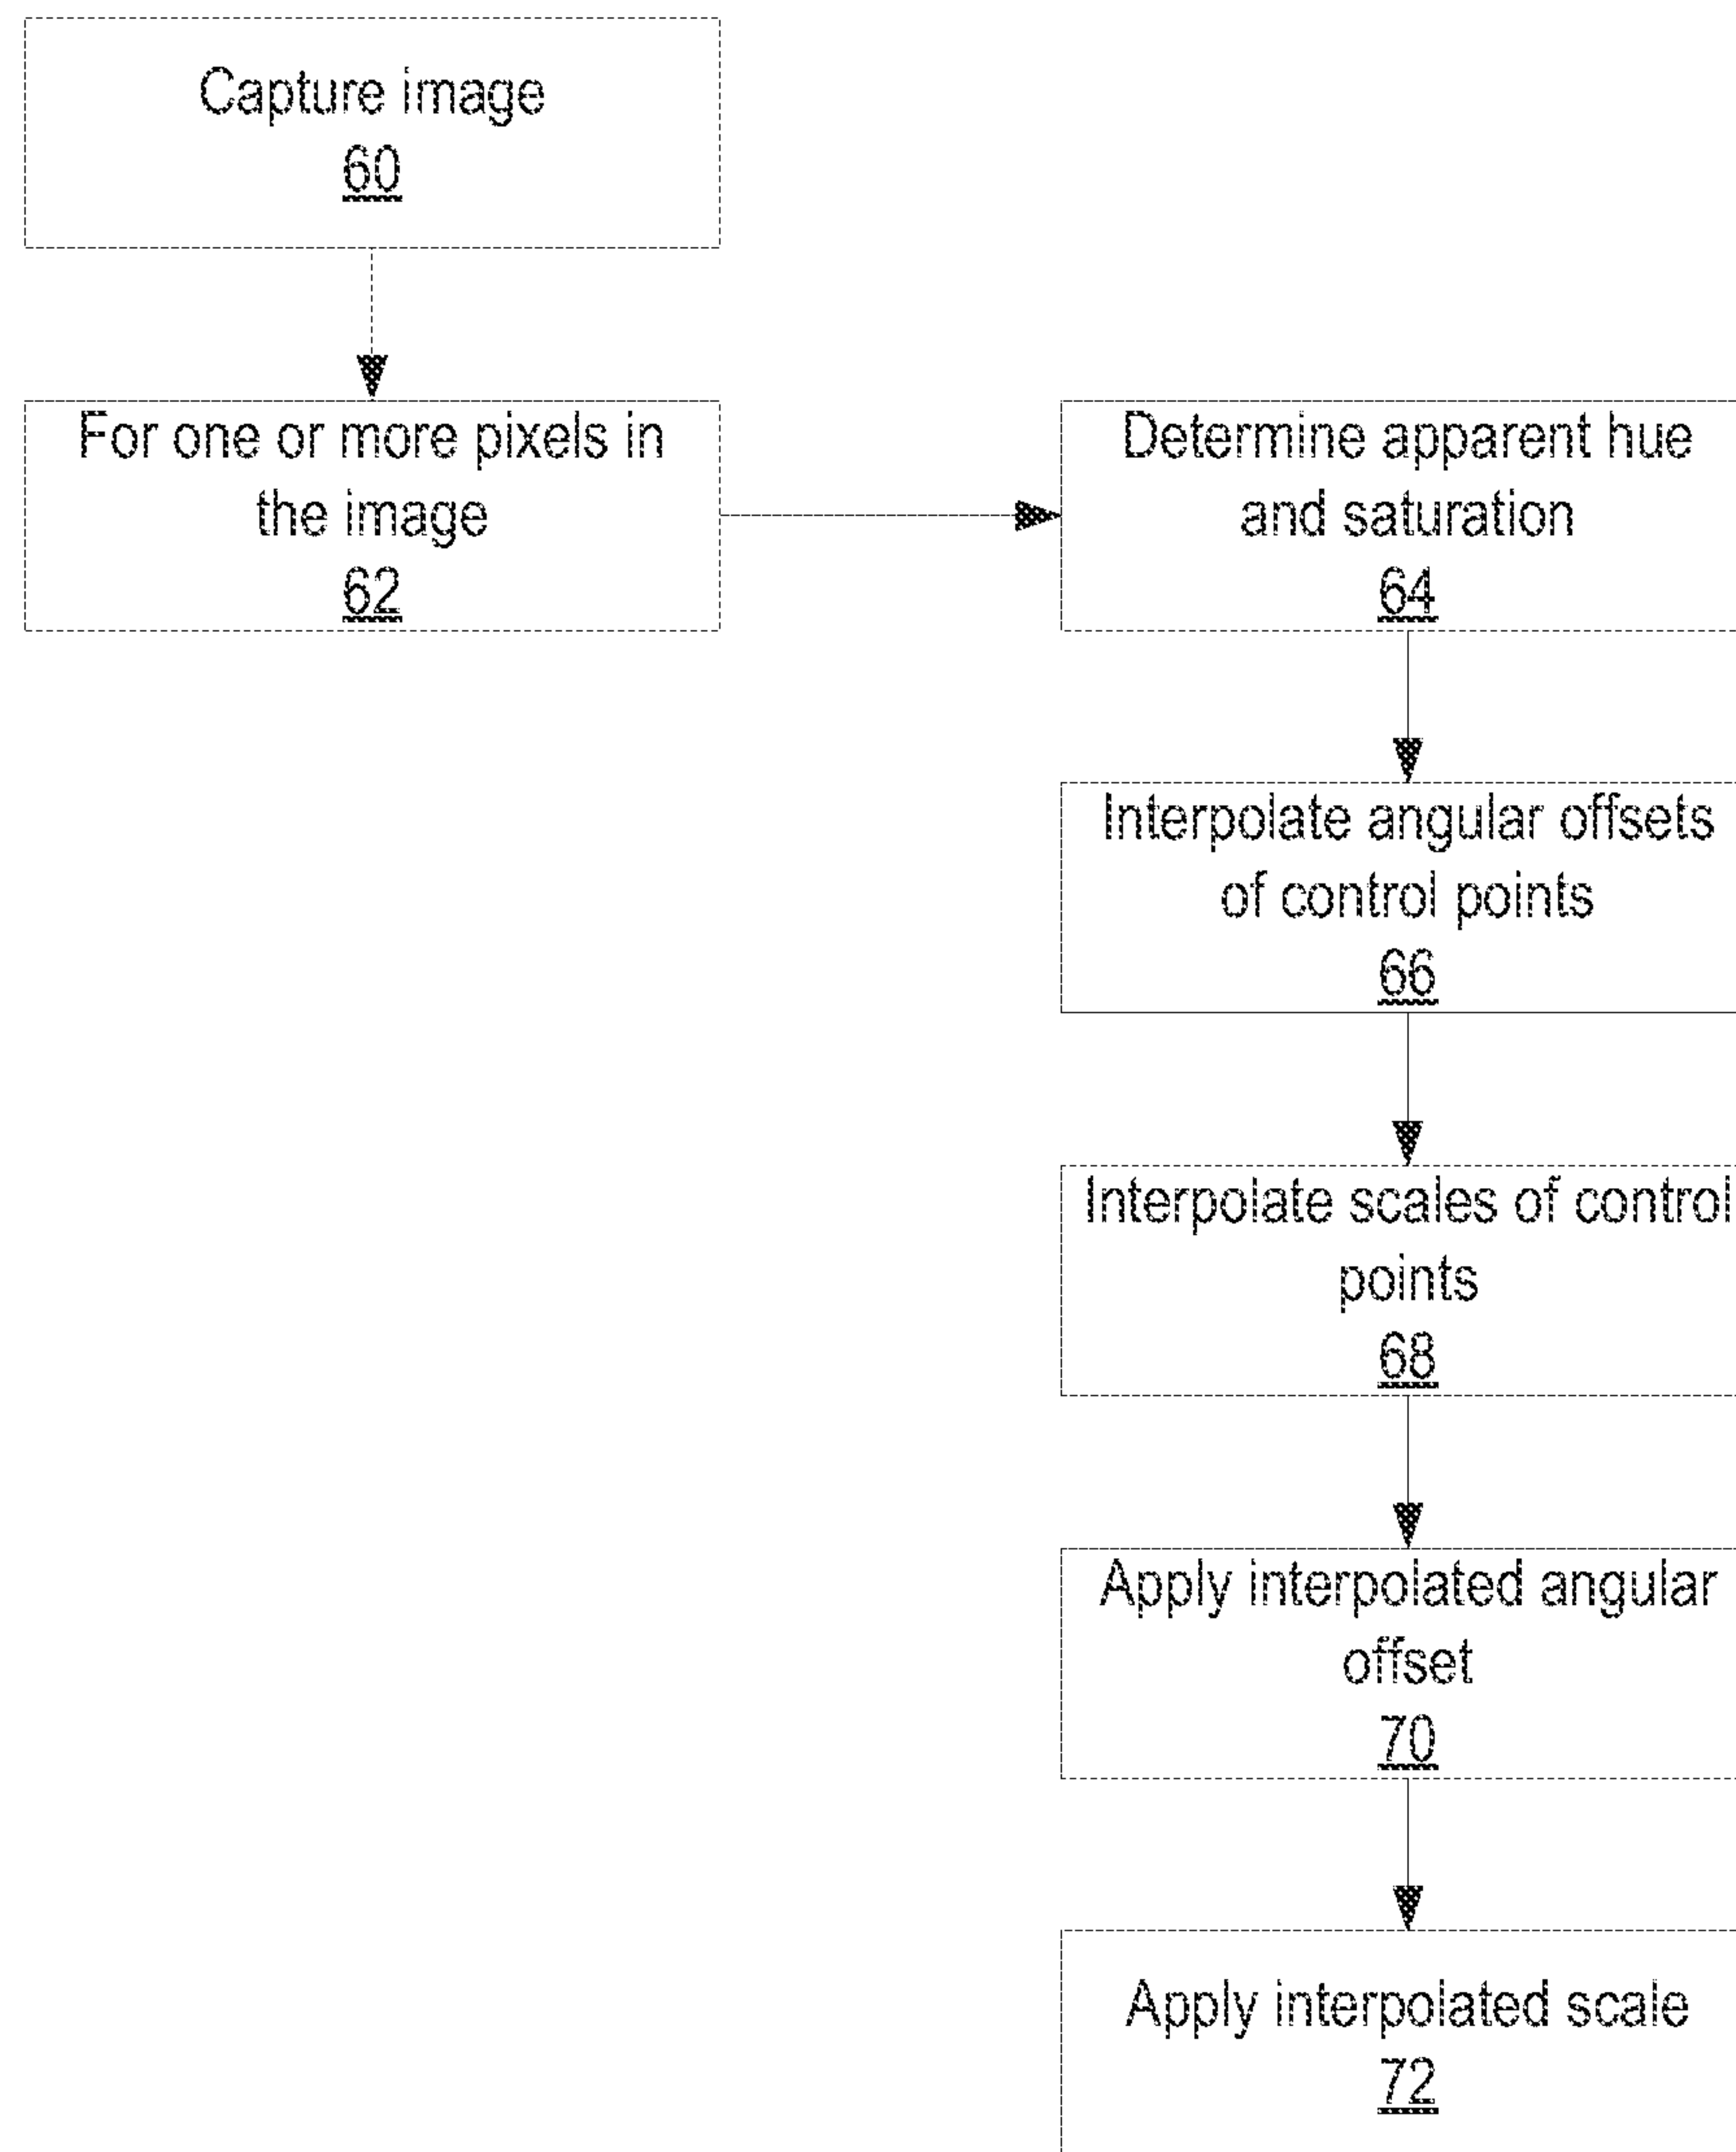 Capture image
60
For one or more pixels in
the image
62
Determine apparent hue
and saturation
64
Interpolate angular offsets
of control points
66
Interpolate scales of control
points
68
Apply interpolated angular
offset
70
Apply interpolated scale
72